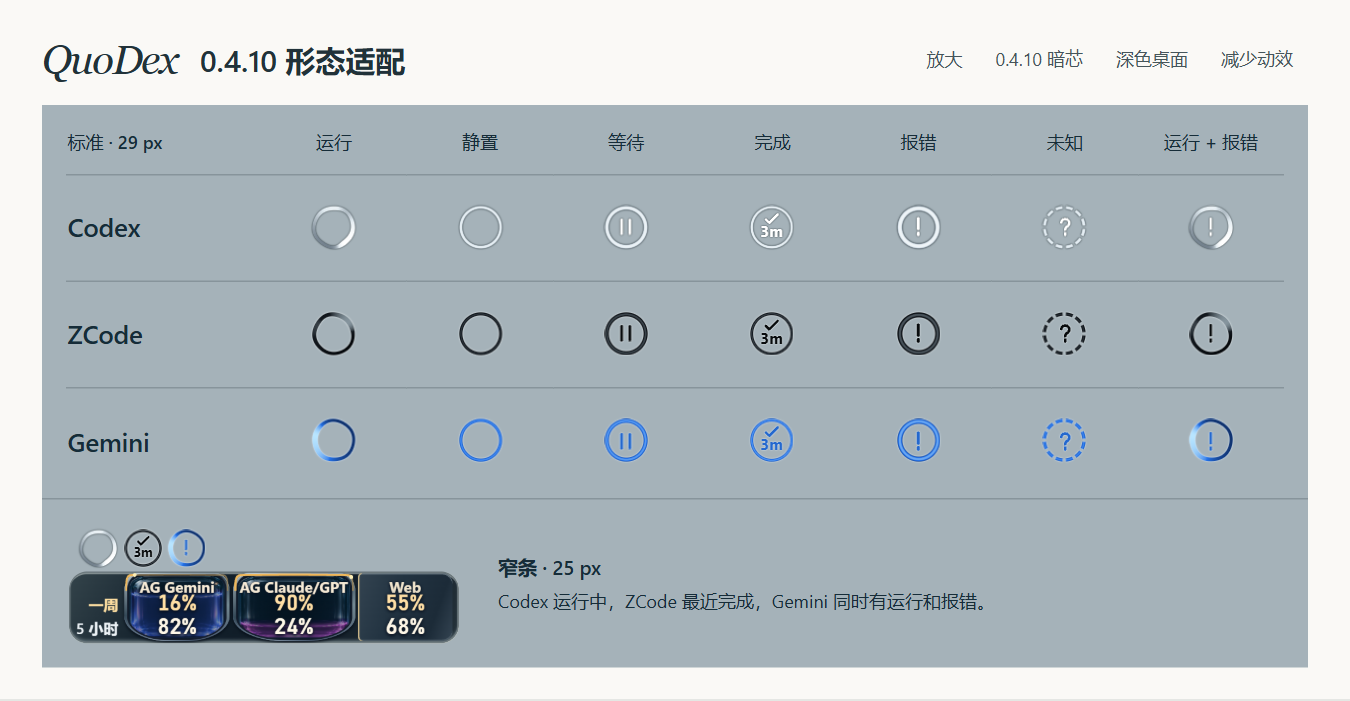 QuoDex 0.4.10 形态适配 放大 0.4.10 暗芯 深色桌面 减少动效
标准 · 29 px 运行 静置 等待 完成 报错 未知 运行 + 报错
Codex 3m ! ? !
ZCode 3m ! ? !
Gemini 3m ! ? !
3m !
AG Gemini AG Claude/GPT Web
一周 16% 90% 55%
5 小时 82% 24% 68%
窄条 · 25 px
Codex 运行中，ZCode 最近完成，Gemini 同时有运行和报错。